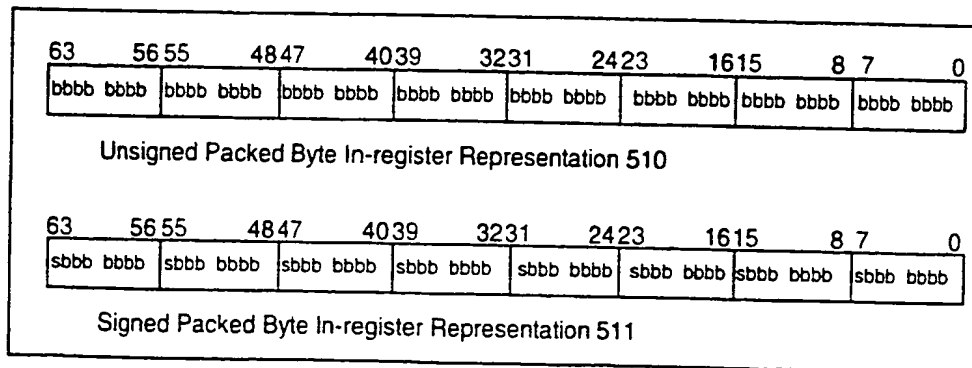 63 56 55 48 47 40 39 32 31 24 23 16 15 8 7 0
bbbb bbbb bbbb bbbb bbbb bbbb bbbb bbbb bbbb bbbb bbbb bbbb bbbb bbbb bbbb bbbb
Unsigned Packed Byte In-register Representation 510
63 56 55 48 47 40 39 32 31 24 23 16 15 8 7 0
sbbb bbbb sbbb bbbb sbbb bbbb sbbb bbbb sbbb bbbb sbbb bbbb sbbb bbbb sbbb bbbb
Signed Packed Byte In-register Representation 511